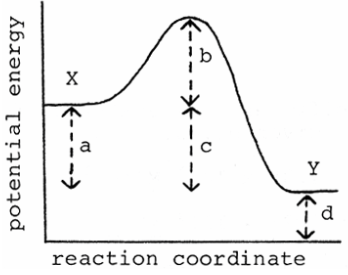 potential energy
X
b
a
c
Y
d
reaction coordinate